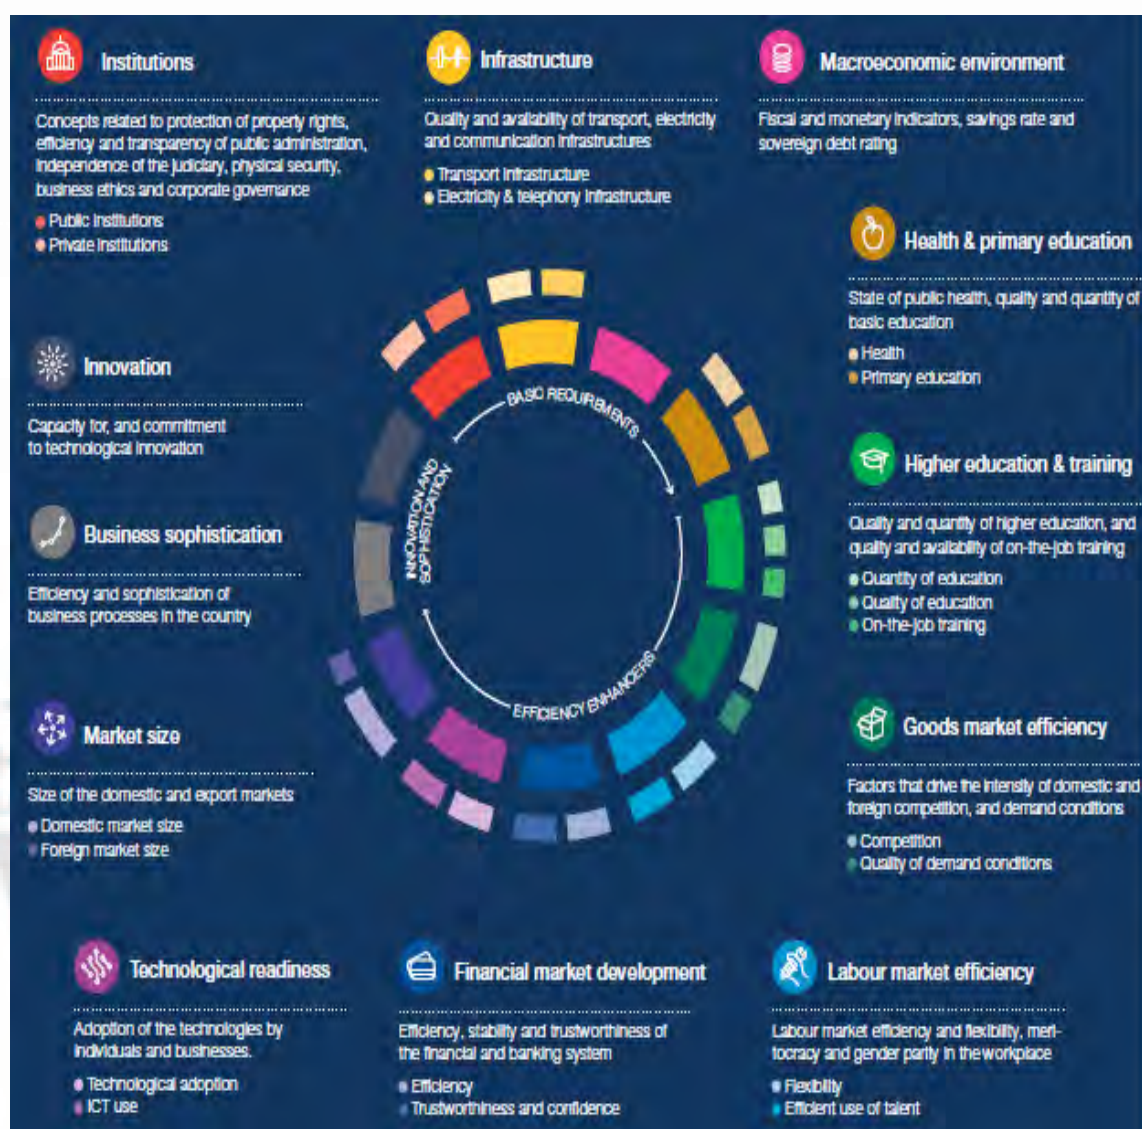 Institutions
Concepts related to protection of property rights,
efficiency and transparency of public administration,
independence of the judiciary, physical security,
business ethics and corporate governance
Public institutions
Private institutions
Infrastructure
Quality and availability of transport, electricity
and communication infrastructures
Transport infrastructure
Electricity & telephony infrastructure
Macroeconomic environment
Fiscal and monetary indicators, savings rate and
sovereign debt rating
Health & primary education
State of public health, quality and quantity of
basic education
Health
Primary education
Higher education & training
Quality and quantity of higher education, and
quality and availability of on-the-job training
Quantity of education
Quality of education
On-the-job training
Goods market efficiency
Factors that drive the intensity of domestic and
foreign competition, and demand conditions
Competition
Quality of demand conditions
Labour market efficiency
Labour market efficiency and flexibility, meri-
tocracy and gender parity in the workplace
Flexibility
Efficient use of talent
Financial market development
Efficiency, stability and trustworthiness of
the financial and banking system
Efficiency
Trustworthiness and confidence
Technological readiness
Adoption of the technologies by
individuals and businesses.
Technological adoption
ICT use
Market size
Size of the domestic and export markets
Domestic market size
Foreign market size
Business sophistication
Efficiency and sophistication of
business processes in the country
Innovation
Capacity for, and commitment
to technological innovation
BASIC REQUIREMENTS
EFFICIENCY ENHANCERS
INNOVATION AND
SOPHISTICATION